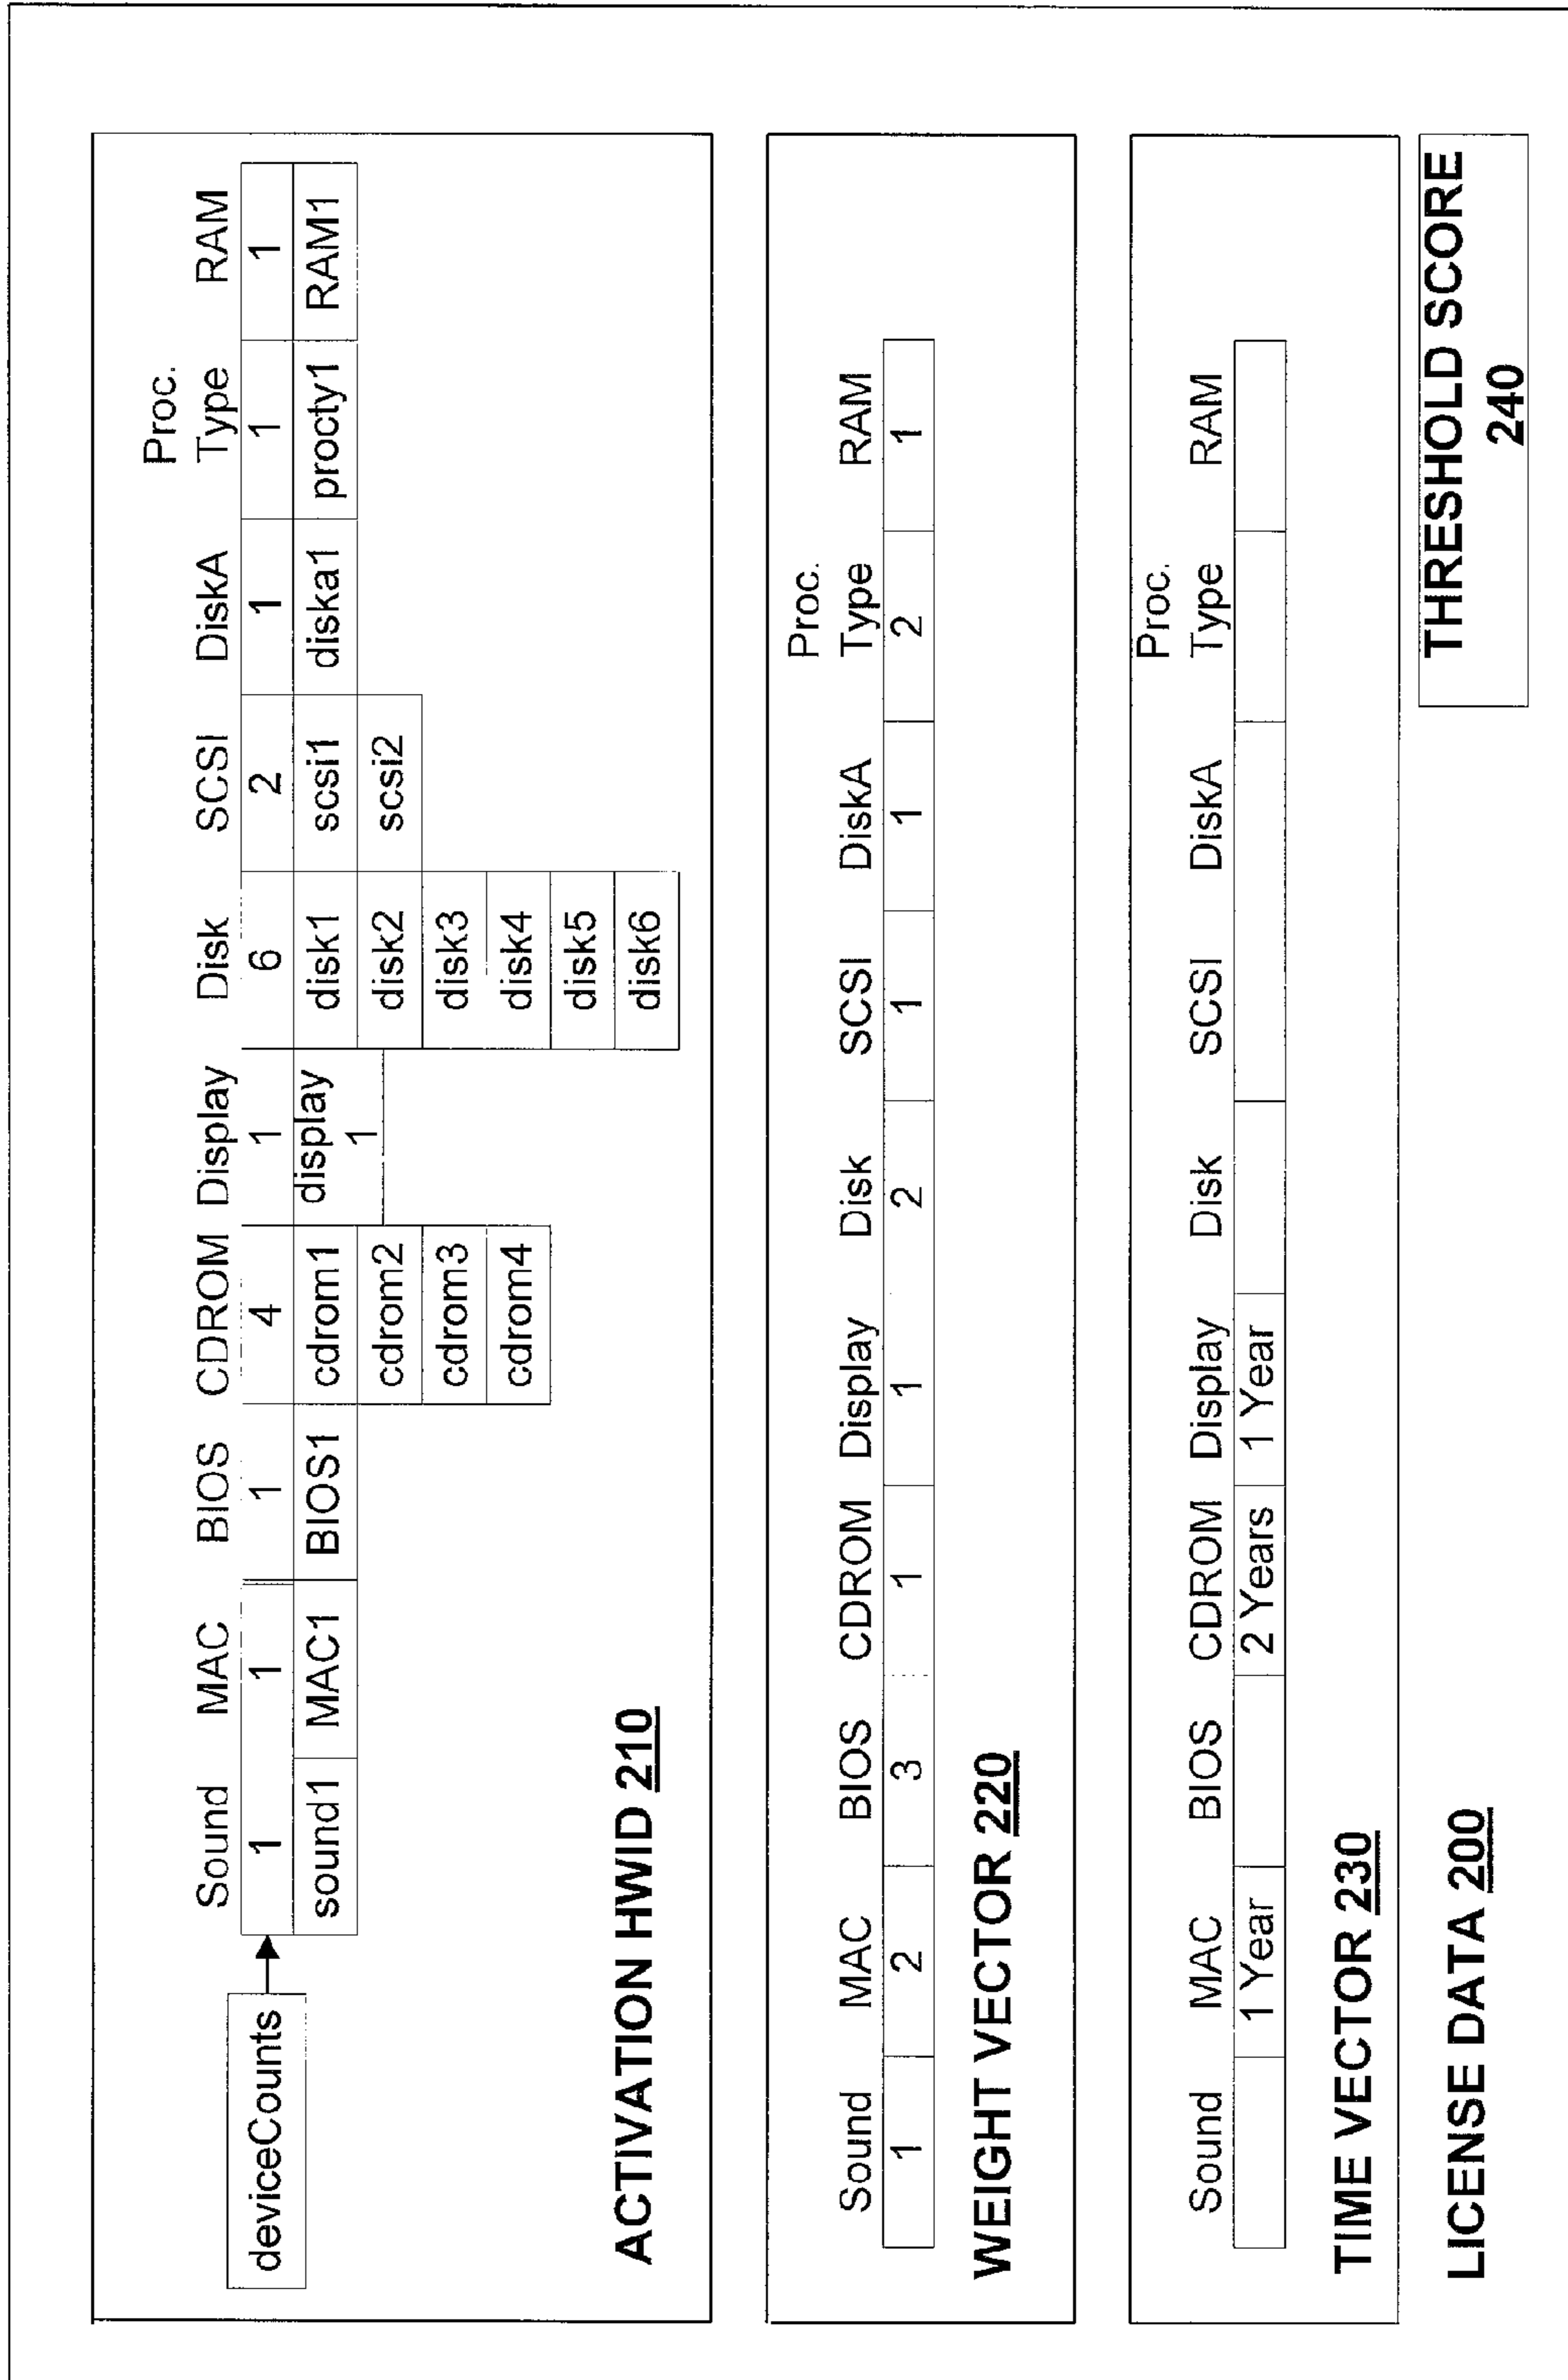 Proc.
Sound MAC BIOS CDROM Display Disk SCSI DiskA Type RAM
deviceCounts 1 1 1 4 1 6 2 1 1 1
sound1 MAC1 BIOS1 cdrom1 display disk1 scsi1 diska1 procty1 RAM1
cdrom2 1 disk2 scsi2
cdrom3 disk3
cdrom4 disk4
disk5
disk6
ACTIVATION HWID 210
Proc.
Sound MAC BIOS CDROM Display Disk SCSI DiskA Type RAM
1 2 3 1 1 2 1 1 2 1
WEIGHT VECTOR 220
Proc.
Sound MAC BIOS CDROM Display Disk SCSI DiskA Type RAM
1 Year 2 Years 1 Year
TIME VECTOR 230
THRESHOLD SCORE
240
LICENSE DATA 200